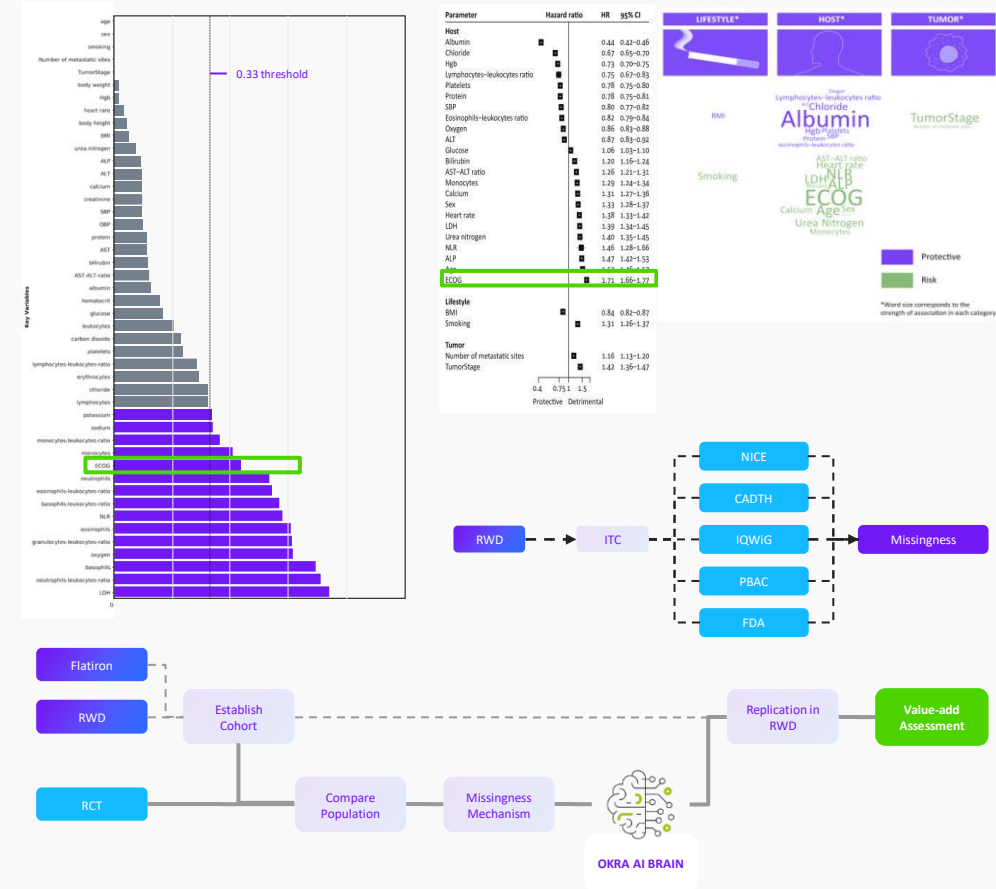 age
sex
smoking
Number of metastatic sites
TumorStage
body weight
Hgb
heart rate
body height
BMI
urea nitrogen
ALP
ALT
calcium
creatinine
SBP
DBP
protein
AST
bilirubin
AST-ALT-ratio
albumin
hematocrit
glucose
leukocytes
carbon dioxide
platelets
lymphocytes-leukocytes-ratio
erythrocytes
chloride
lymphocytes
potassium
sodium
monocytes-leukocytes-ratio
monocytes
ECOG
neutrophils
eosinophils-leukocytes-ratio
basophils-leukocytes-ratio
NLR
eosinophils
granulocytes-leukocytes-ratio
oxygen
basophils
neutrophils-leukocytes-ratio
LDH
0
Key Variables
0.33 threshold
Parameter Hazard ratio HR 95% CI
Host
Albumin 0.44 0.42–0.46
Chloride 0.67 0.65–0.70
Hgb 0.73 0.70–0.75
Lymphocytes–leukocytes ratio 0.75 0.67–0.83
Platelets 0.78 0.75–0.80
Protein 0.78 0.75–0.81
SBP 0.80 0.77–0.82
Eosinophils–leukocytes ratio 0.82 0.79–0.84
Oxygen 0.86 0.83–0.88
ALT 0.87 0.83–0.92
Glucose 1.06 1.03–1.10
Bilirubin 1.20 1.16–1.24
AST–ALT ratio 1.26 1.21–1.31
Monocytes 1.29 1.24–1.34
Calcium 1.31 1.27–1.36
Sex 1.33 1.28–1.37
Heart rate 1.38 1.33–1.42
LDH 1.39 1.34–1.45
Urea nitrogen 1.40 1.35–1.45
NLR 1.46 1.28–1.66
ALP 1.47 1.42–1.53
ECOG 1.71 1.66–1.77
Lifestyle
BMI 0.84 0.82–0.87
Smoking 1.31 1.26–1.37
Tumor
Number of metastatic sites 1.16 1.13–1.20
TumorStage 1.42 1.36–1.47
0.4 0.75 1 1.5
Protective Detrimental
LIFESTYLE* HOST* TUMOR*
BMI
Smoking
Oxygen
Lymphocytes–leukocytes ratio
ALT Chloride
Albumin
Hgb Platelets
Protein SBP
eosinophils-leukocytes ratio
AST–ALT ratio
Heart rate
NLR
LDH ALP
ECOG
Calcium Age Sex
Urea Nitrogen
Monocytes
TumorStage
Number of metastatic sites
Protective
Risk
*Word size corresponds to the
strength of association in each category
RWD
ITC
NICE
CADTH
IQWiG
PBAC
FDA
Missingness
Flatiron
RWD
RCT
Establish
Cohort
Compare
Population
Missingness
Mechanism
OKRA AI BRAIN
Replication in
RWD
Value-add
Assessment